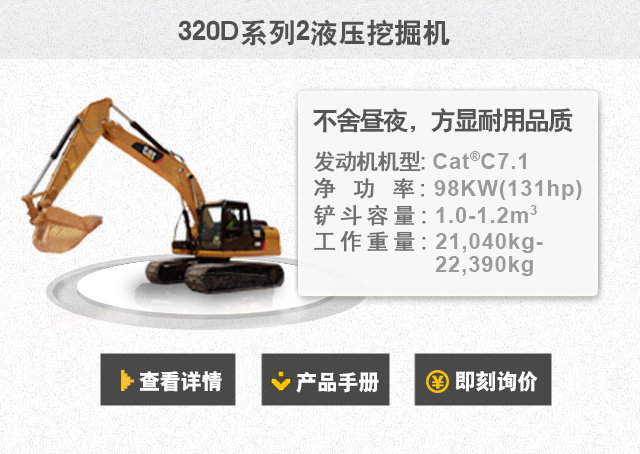 320D系列2液压挖掘机
不舍昼夜，方显耐用品质
发动机机型: Cat®C7.1
净 功 率: 98KW(131hp)
铲斗容量: 1.0-1.2m³
工作重量: 21,040kg-
22,390kg
CAT
查看详情
产品手册
即刻询价